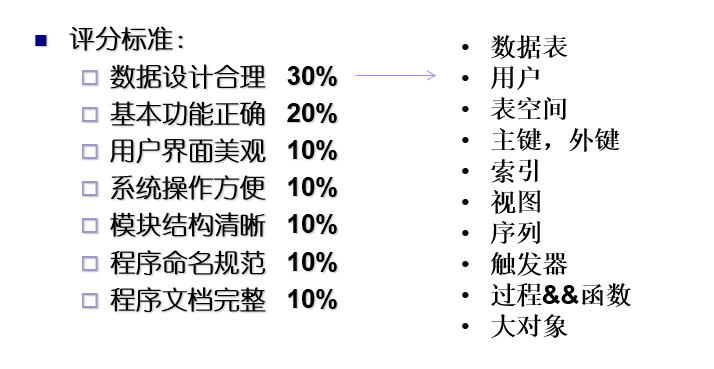 评分标准:
数据设计合理 30%
基本功能正确 20%
用户界面美观 10%
系统操作方便 10%
模块结构清晰 10%
程序命名规范 10%
程序文档完整 10%
数据表
用户
表空间
主键，外键
索引
视图
序列
触发器
过程&&函数
大对象